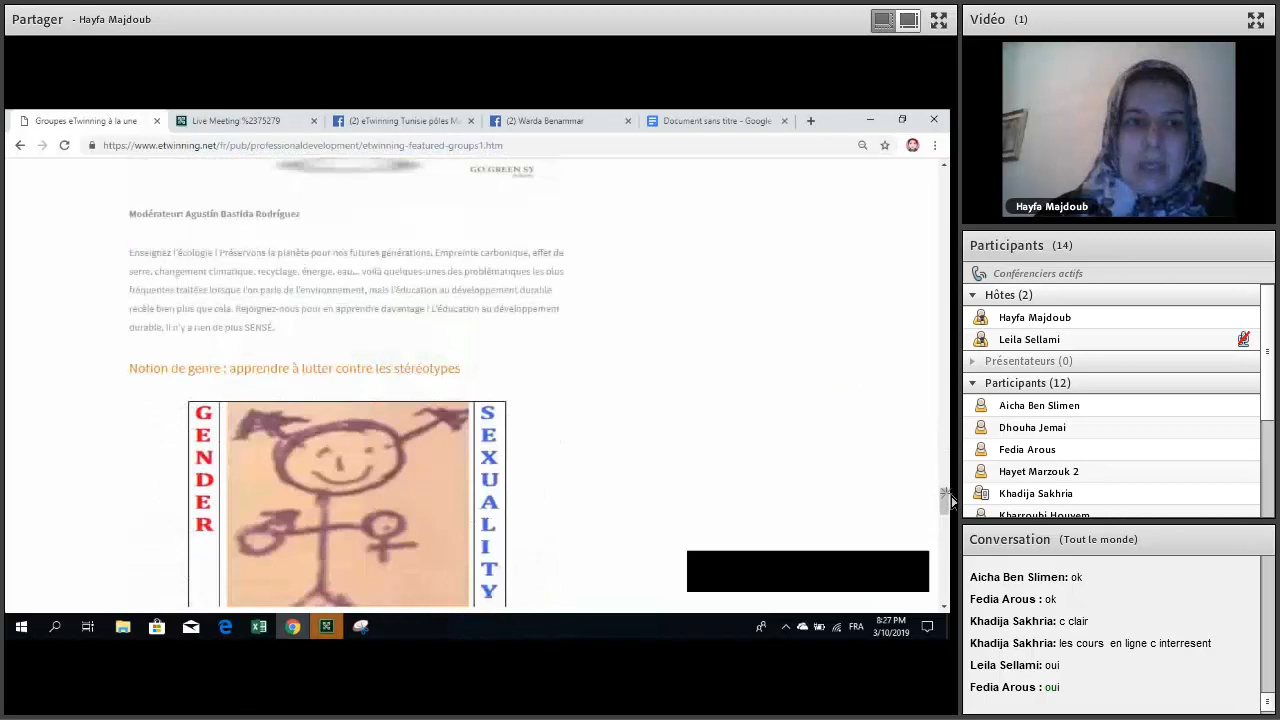 Partager - Hayfa Majdoub
Groupes eTwinning à la une
Live Meeting %2375279
(2) eTwinning Tunisie pôles M
(2) Warda Benammar
Document sans titre - Google
https://www.etwinning.net/fr/pub/professionaldevelopment/etwinning-featured-groups1.htm
GO GREEN SY
Modérateur: Agustín Bastida Rodríguez
Enseignez l'écologie ! Préservons la planète pour nos futures générations. Empreinte carbonique, effet de
serre, changement climatique, recyclage, énergie, eau... voilà quelques-unes des problématiques les plus
fréquentes traitées lorsque l'on parle de l'environnement, mais l'éducation au développement durable
recèle bien plus que cela. Rejoignez-nous pour en apprendre davantage ! L'éducation au développement
durable, il n'y a rien de plus SENSÉ.
Notion de genre : apprendre à lutter contre les stéréotypes
GENDER
SEXUALITY
FRA
8:27 PM
3/10/2019
Vidéo (1)
Hayfa Majdoub
Participants (14)
Conférenciers actifs
Hôtes (2)
Hayfa Majdoub
Leila Sellami
Présentateurs (0)
Participants (12)
Aicha Ben Slimen
Dhouha Jemai
Fedia Arous
Hayet Marzouk 2
Khadija Sakhria
Kharroubi Houyem
Conversation (Tout le monde)
Aicha Ben Slimen: ok
Fedia Arous : ok
Khadija Sakhria: c clair
Khadija Sakhria: les cours en ligne c interresent
Leila Sellami: oui
Fedia Arous : oui